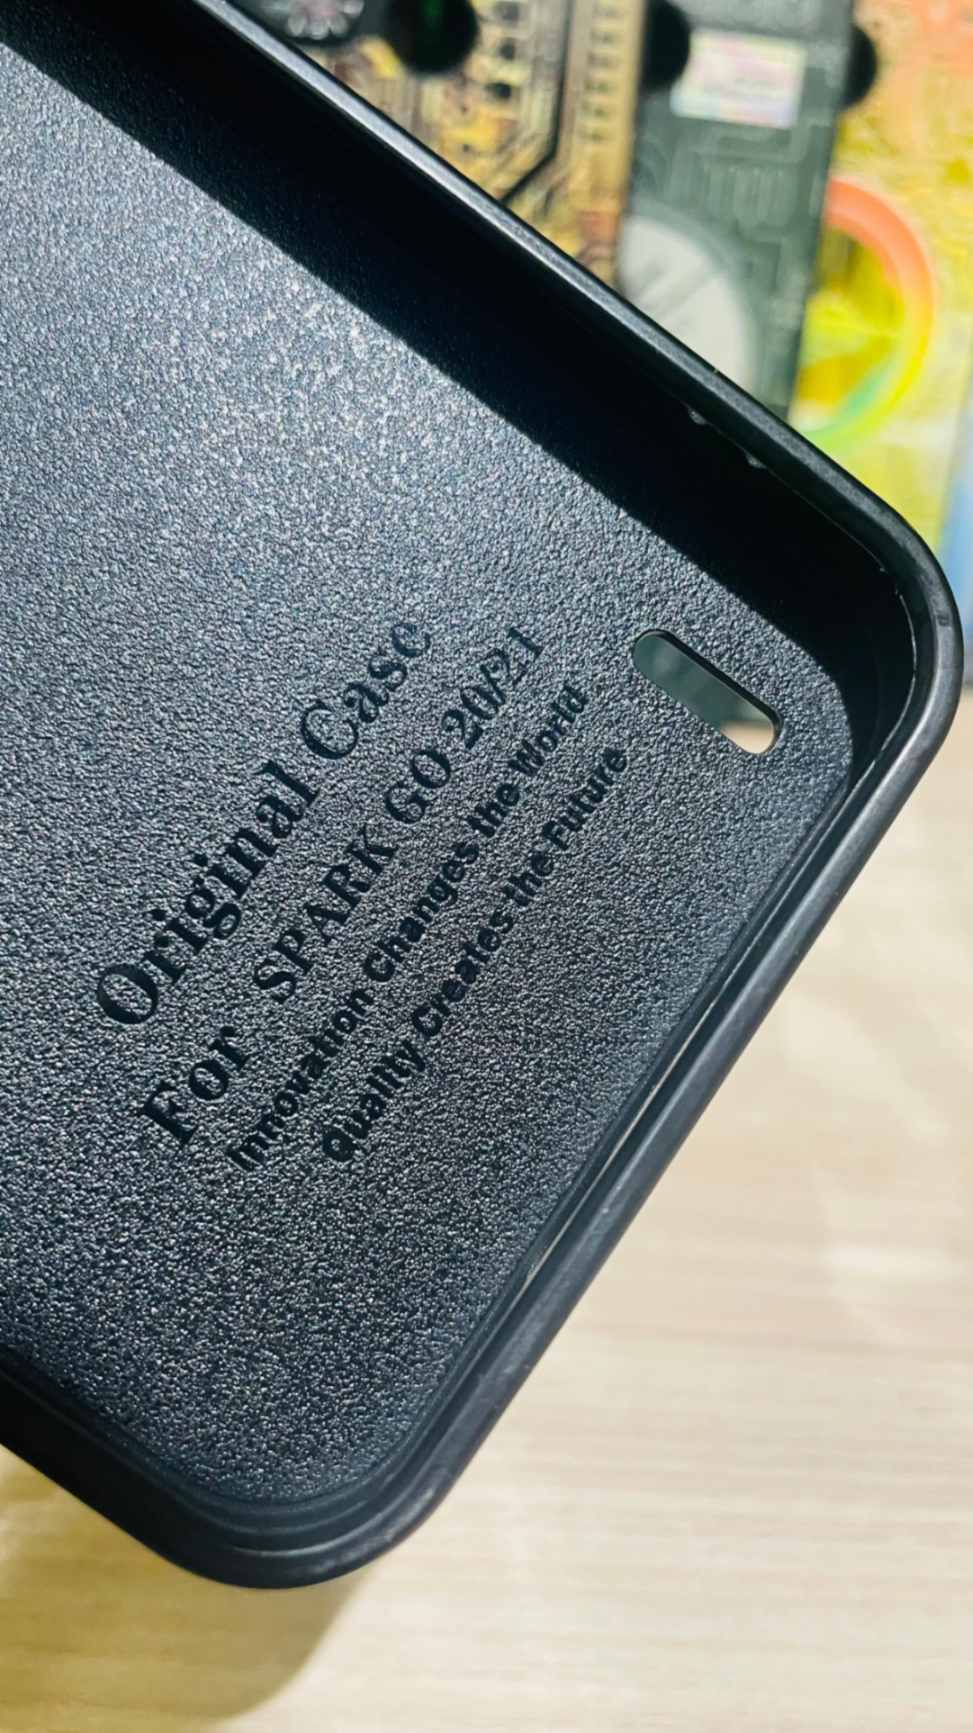 Original Case
For SPARK GO 20/21
Innovation Changes the World
Quality Creates the Future